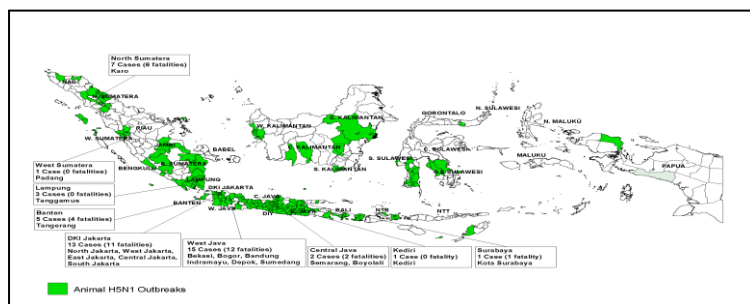 North Sumatera
7 Cases (6 fatalities)
Karo
NAD
N. SUMATERA
RIAU
W. SUMATERA
JAMBI
BABEL
S. SUMATERA
BENGKULU
LAMPUNG
W. KALIMANTAN
E. KALIMANTAN
S. KALIMANTAN
GORONTALO
N. SULAWESI
N. MALUKU
C. SULAWESI
S. SULAWESI
S.E. SULAWESI
MALUKU
PAPUA
West Sumatera
1 Case (0 fatalities)
Padang
Lampung
3 Cases (0 fatalities)
Tanggamus
Banten
5 Cases (4 fatalities)
Tangerang
DKI JAKARTA
BANTEN
W. JAVA
C. JAVA
DIY
E. JAVA
BALI
NTB
NTT
DKI Jakarta
13 Cases (11 fatalities)
North Jakarta, West Jakarta,
East Jakarta, Central Jakarta,
South Jakarta
West Java
15 Cases (12 fatalities)
Bekasi, Bogor, Bandung
Indramayu, Depok, Sumedang
Central Java
2 Cases (2 fatalities)
Semarang, Boyolali
Kediri
1 Case (0 fatality)
Kediri
Surabaya
1 Case (1 fatality)
Kota Surabaya
Animal H5N1 Outbreaks